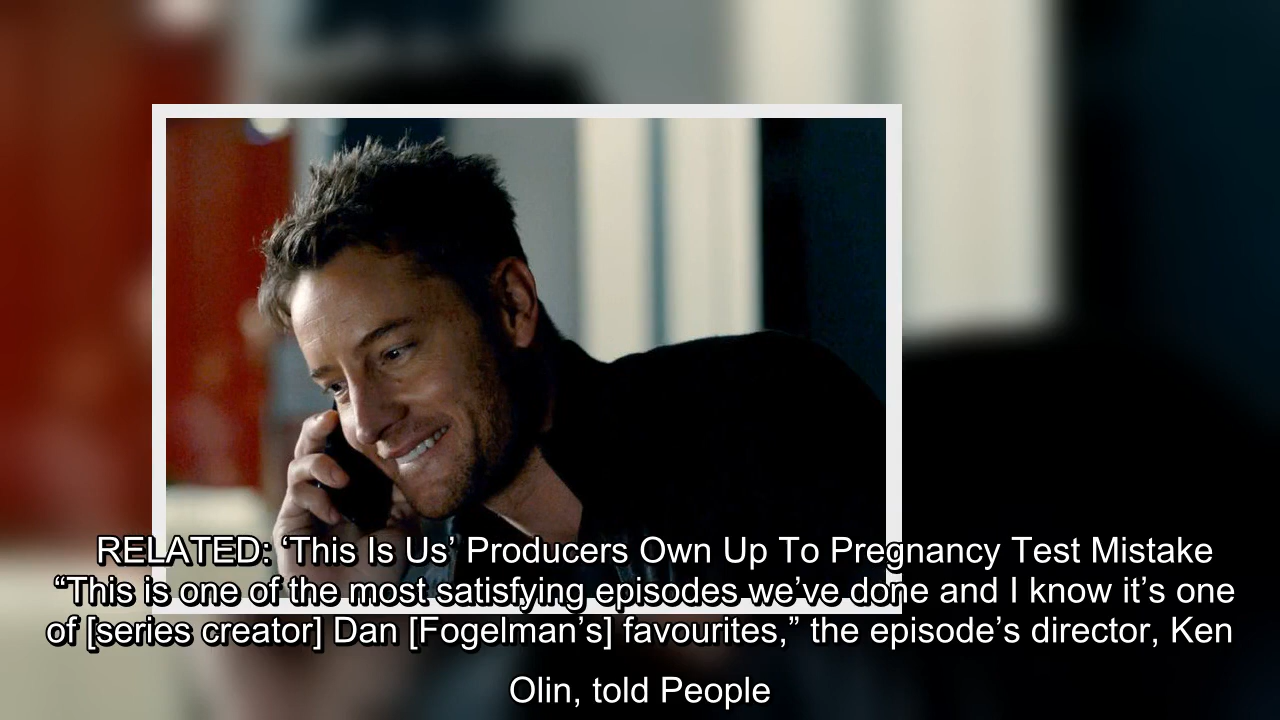 RELATED: ‘This Is Us’ Producers Own Up To Pregnancy Test Mistake
“This is one of the most satisfying episodes we’ve done and I know it’s one
of [series creator] Dan [Fogelman’s] favourites,” the episode’s director, Ken
Olin, told People